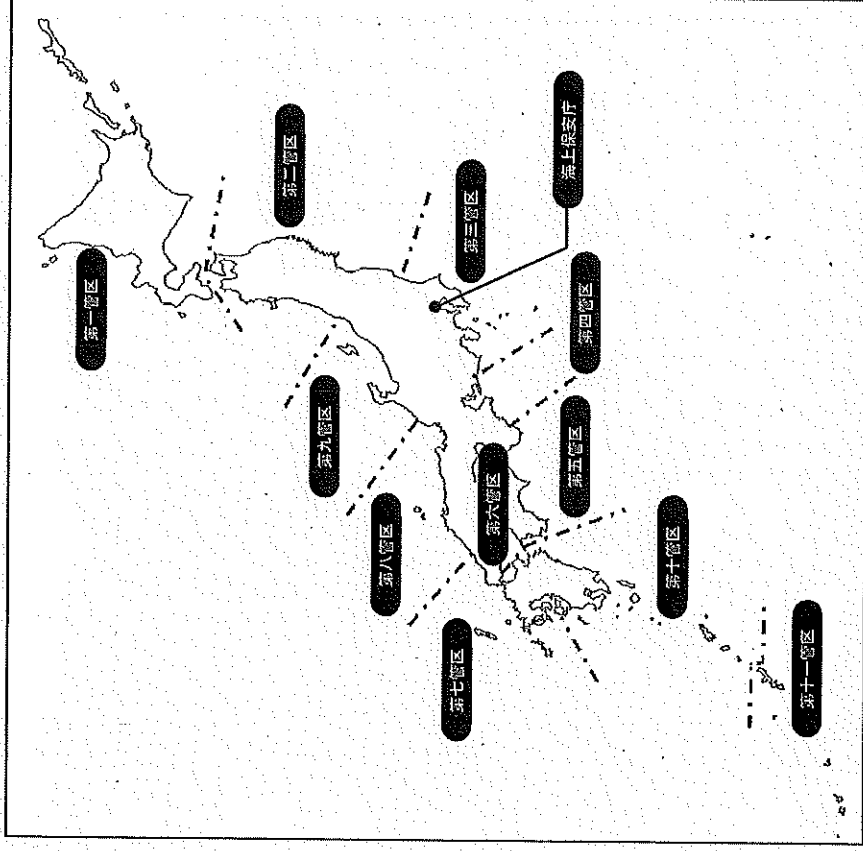 第一管区
第二管区
第三管区
海上保安庁
第四管区
第五管区
第六管区
第七管区
第八管区
第九管区
第十管区
第十一管区